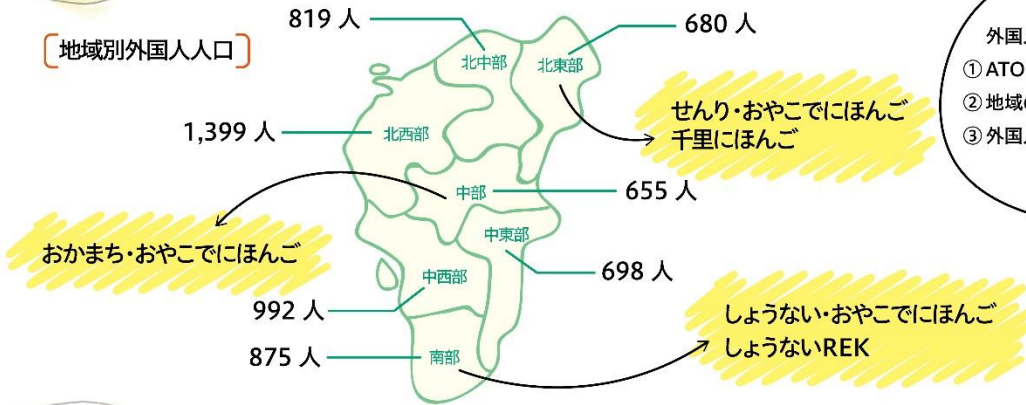 [地域別外国人人口]
819 人
680 人
北中部
北東部
せんり・おやこでにほんご
千里にほんご
1,399 人
北西部
中部
655 人
おかまち・おやこでにほんご
中東部
698 人
中西部
992 人
しょうない・おやこでにほんご
しょうないREK
875 人
南部
外国人
① ATO
② 地域
③ 外国人